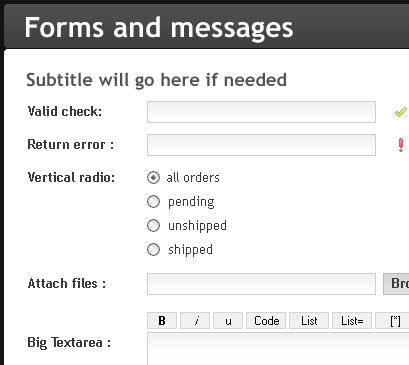 Forms and messages
Subtitle will go here if needed
Valid check:
Return error :
Vertical radio: all orders
pending
unshipped
shipped
Attach files : Bro
B i u Code List List= [*]
Big Textarea :